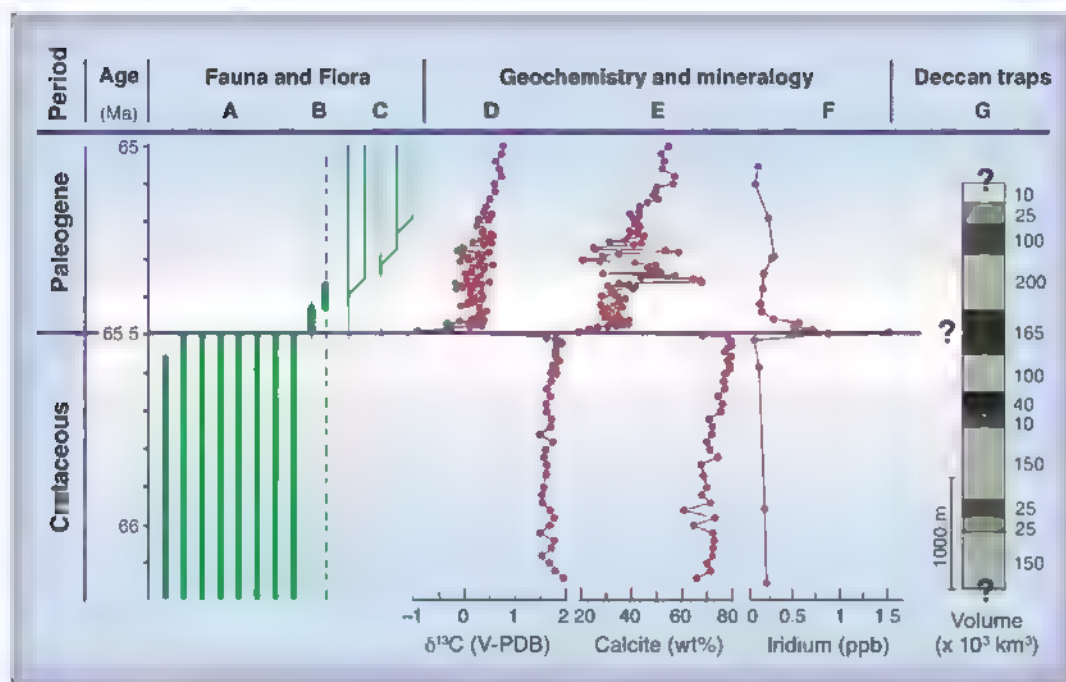 Period
Age
(Ma)
Fauna and Flora
A B C
Geochemistry and mineralogy
D E F
Deccan traps
G
Paleogene
Cretaceous
65
65.5
66
?
10
25
100
200
?
165
100
40
10
150
25
25
150
?
1000 m
–1 0 1 2
δ¹³C (V-PDB)
20 40 60 80
Calcite (wt%)
0 0.5 1 1.5
Iridium (ppb)
Volume
(x 10³ km³)